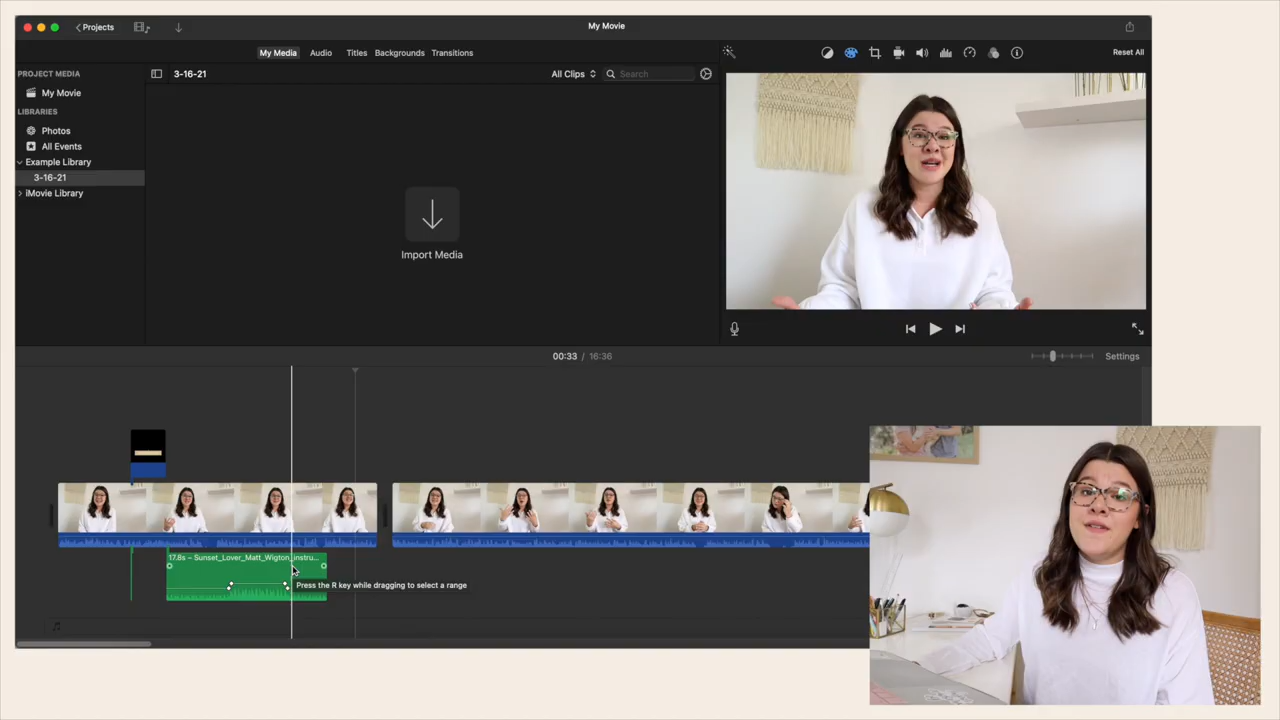 Projects
My Movie
My Media
Audio
Titles
Backgrounds
Transitions
Reset All
PROJECT MEDIA
My Movie
LIBRARIES
Photos
All Events
Example Library
3-16-21
iMovie Library
3-16-21
All Clips
Search
Import Media
00:33 / 16:36
Settings
17.8s – Sunset_Lover_Matt_Wigton_instru...
Press the R key while dragging to select a range